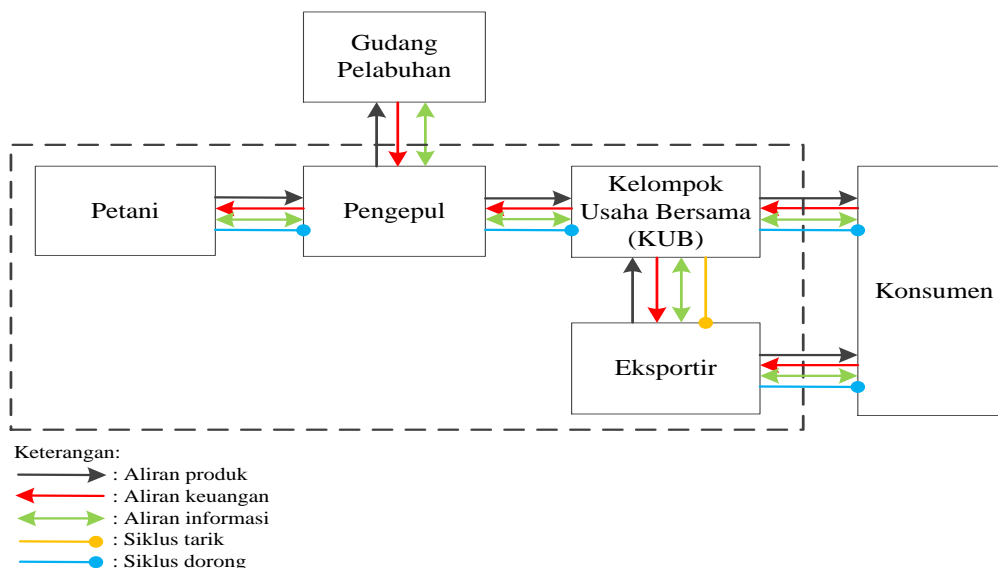 Gudang
Pelabuhan
Petani
Pengepul
Kelompok
Usaha Bersama
(KUB)
Konsumen
Eksportir
Keterangan:
: Aliran produk
: Aliran keuangan
: Aliran informasi
: Siklus tarik
: Siklus dorong